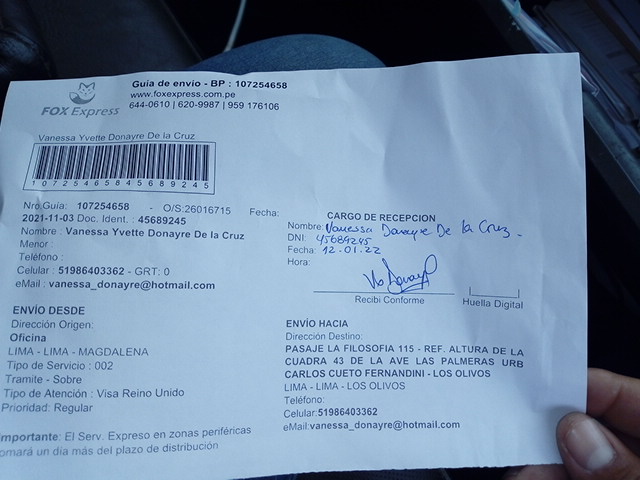 FOX Express
Guia de envio - BP : 107254658
www.foxexpress.com.pe
644-0610 | 620-9987 | 959 176106
Vanessa Yvette Donayre De la Cruz
10725465845689245
Nro.Guía: 107254658 - O/S:26016715 Fecha:
2021-11-03 Doc. Ident. : 45689245
Nombre : Vanessa Yvette Donayre De la Cruz
Menor :
Teléfono :
Celular : 51986403362 - GRT: 0
eMail : vanessa_donayre@hotmail.com
CARGO DE RECEPCION
Nombre: Vanessa Donayre De la Cruz.
DNI: 45689245
Fecha: 12.01.22
Hora:
Recibi Conforme
Huella Digital
ENVÍO DESDE
Dirección Origen:
Oficina
LIMA - LIMA - MAGDALENA
Tipo de Servicio : 002
Tramite - Sobre
Tipo de Atención : Visa Reino Unido
Prioridad: Regular
ENVÍO HACIA
Dirección Destino:
PASAJE LA FILOSOFIA 115 - REF. ALTURA DE LA
CUADRA 43 DE LA AVE LAS PALMERAS URB
CARLOS CUETO FERNANDINI - LOS OLIVOS
LIMA - LIMA - LOS OLIVOS
Teléfono:
Celular:51986403362
eMail:vanessa_donayre@hotmail.com
Importante: El Serv. Expreso en zonas periféricas
tomará un día más del plazo de distribución